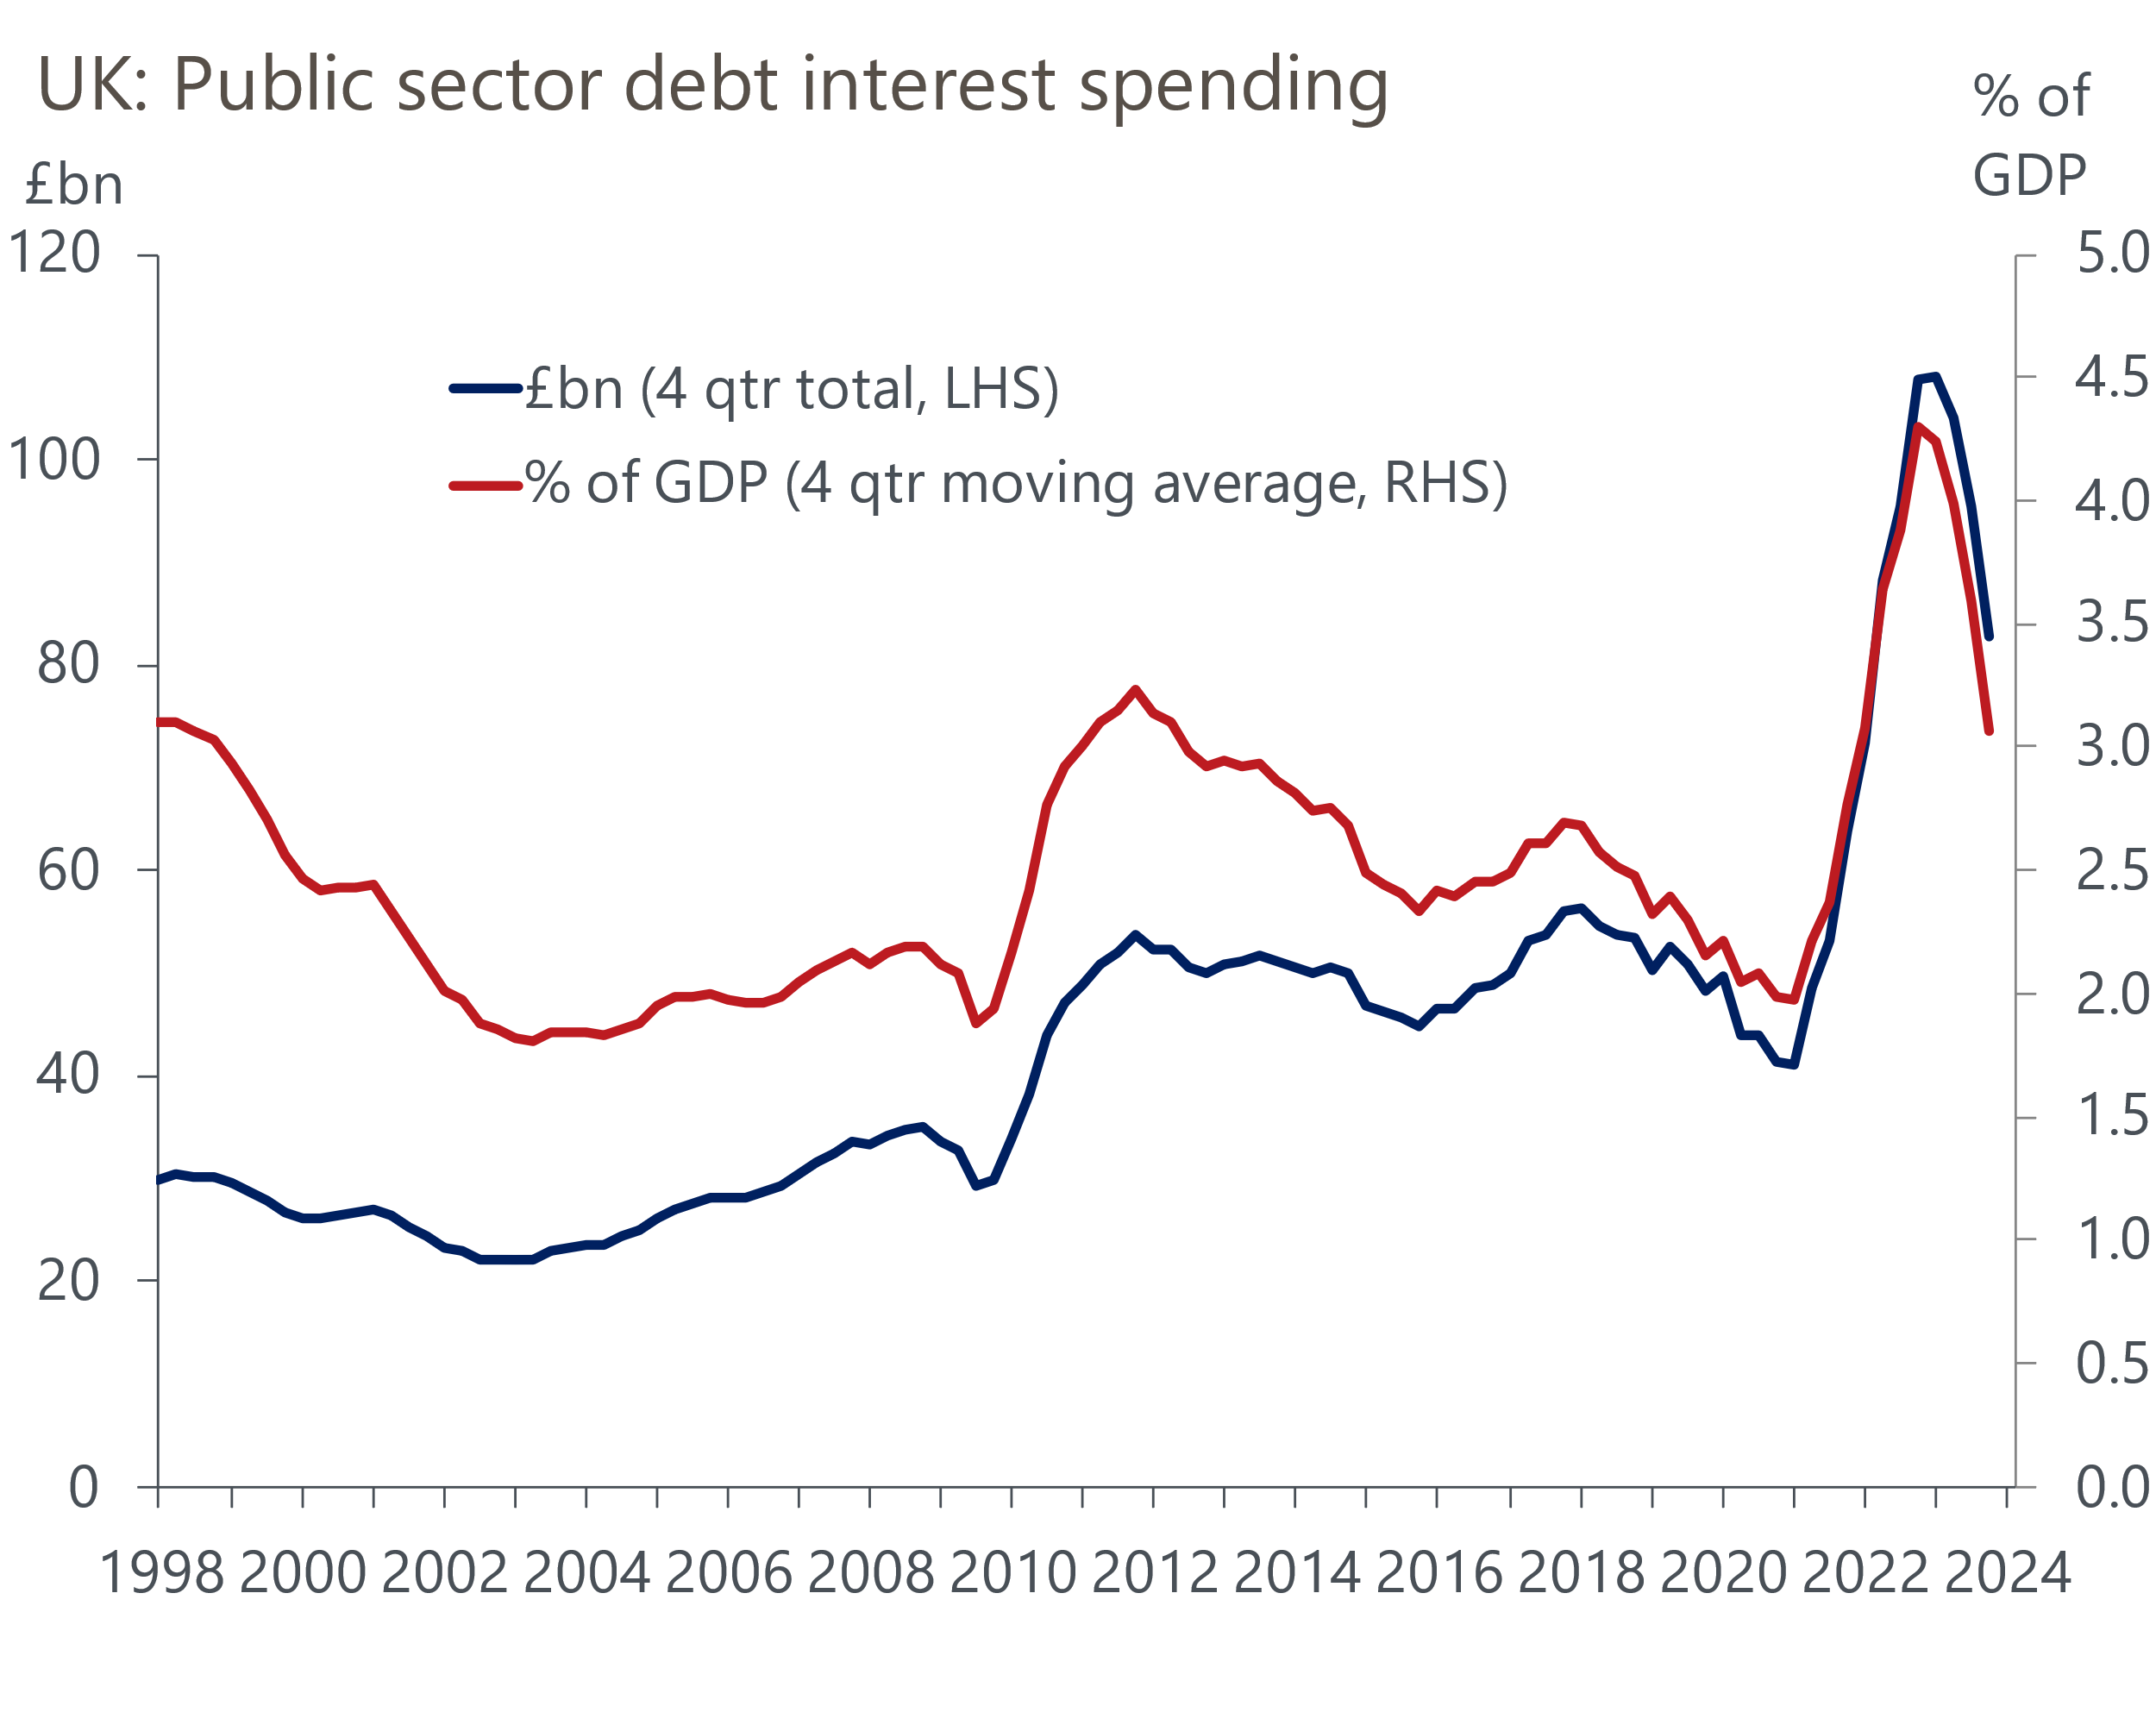 UK: Public sector debt interest spending
£bn
% of
GDP
120
100
80
60
40
20
0
£bn (4 qtr total, LHS)
% of GDP (4 qtr moving average, RHS)
5.0
4.5
4.0
3.5
3.0
2.5
2.0
1.5
1.0
0.5
0.0
1998 2000 2002 2004 2006 2008 2010 2012 2014 2016 2018 2020 2022 2024